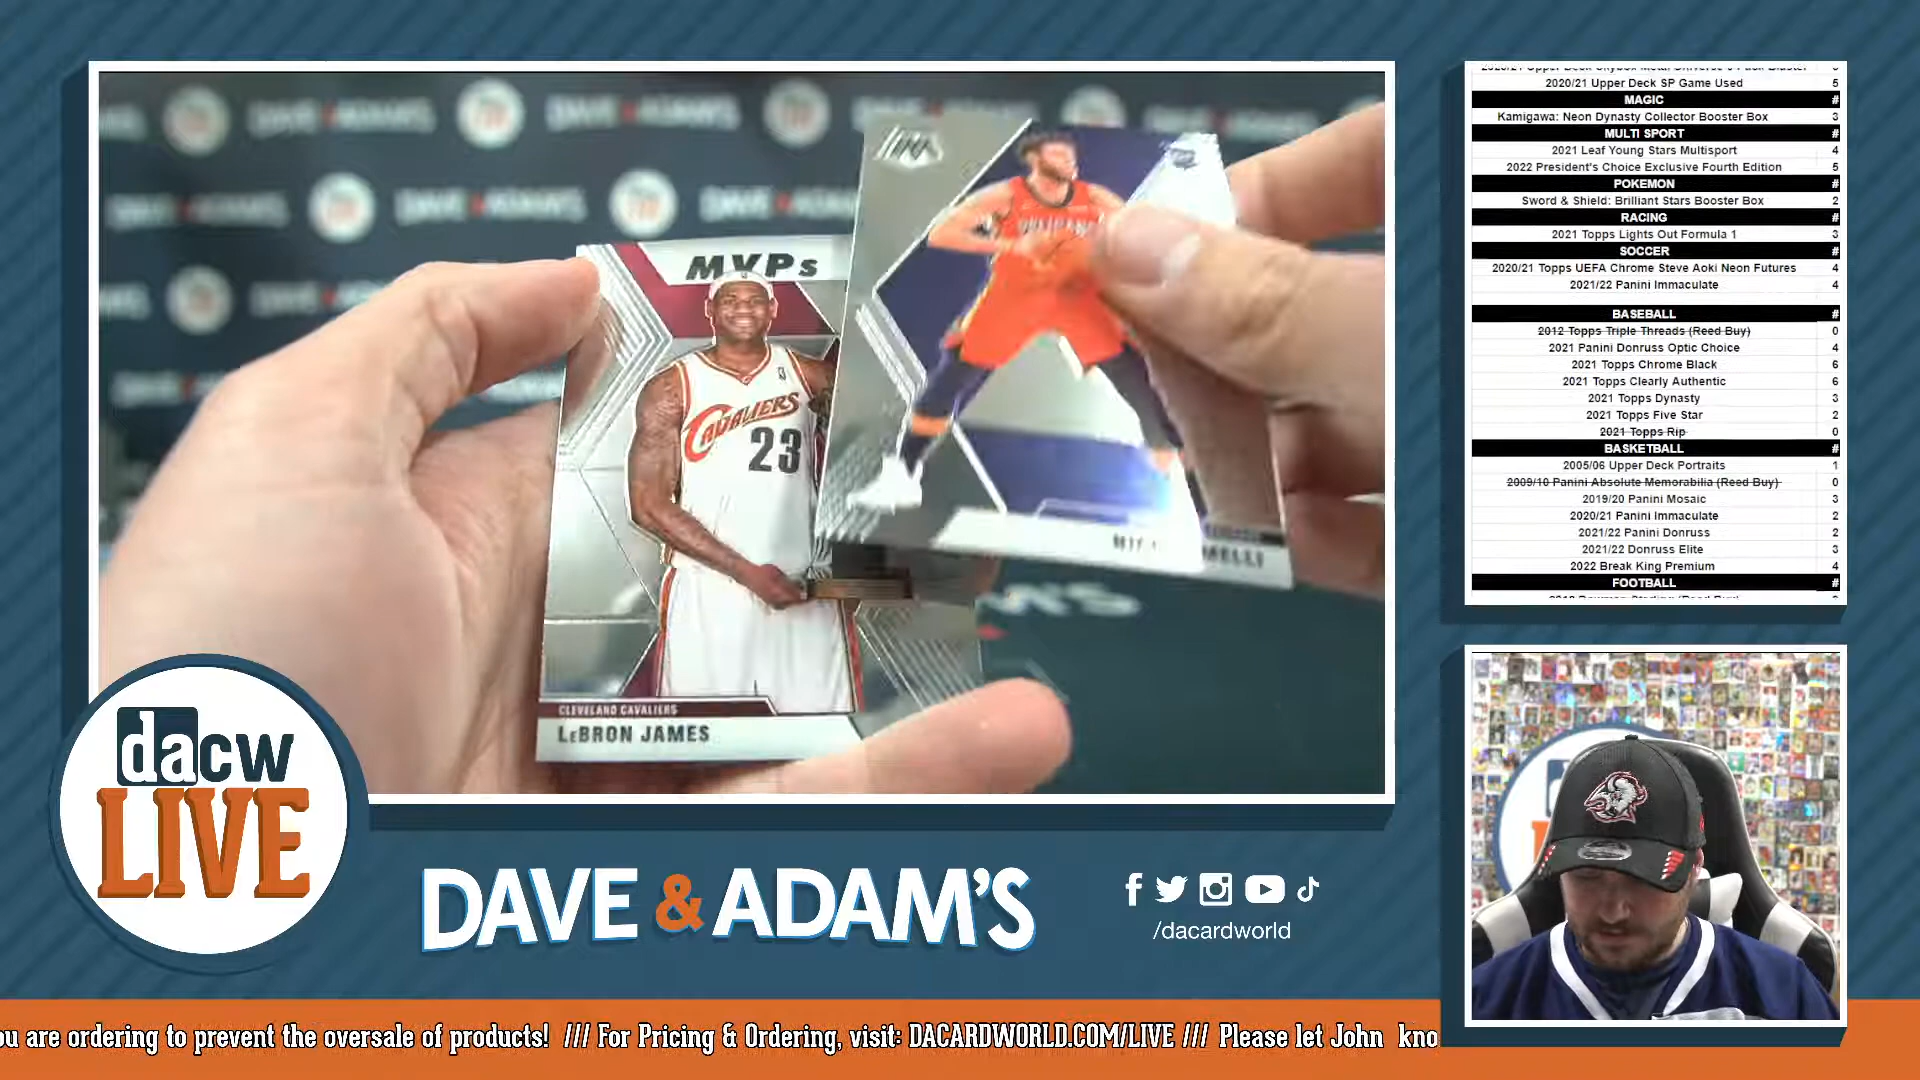 DAVE & ADAM'S
MVPs
CAVALIERS
23
CLEVELAND CAVALIERS
LeBRON JAMES
MELLI
2020/21 Upper Deck SP Game Used 5
MAGIC #
Kamigawa: Neon Dynasty Collector Booster Box 3
MULTI SPORT #
2021 Leaf Young Stars Multisport 4
2022 President's Choice Exclusive Fourth Edition 5
POKEMON #
Sword & Shield: Brilliant Stars Booster Box 2
RACING #
2021 Topps Lights Out Formula 1 3
SOCCER #
2020/21 Topps UEFA Chrome Steve Aoki Neon Futures 4
2021/22 Panini Immaculate 4
BASEBALL #
2012 Topps Triple Threads (Reed Buy) 0
2021 Panini Donruss Optic Choice 4
2021 Topps Chrome Black 6
2021 Topps Clearly Authentic 6
2021 Topps Dynasty 3
2021 Topps Five Star 2
2021 Topps Rip 0
BASKETBALL #
2005/06 Upper Deck Portraits 1
2009/10 Panini Absolute Memorabilia (Reed Buy) 0
2019/20 Panini Mosaic 3
2020/21 Panini Immaculate 2
2021/22 Panini Donruss 2
2021/22 Donruss Elite 3
2022 Break King Premium 4
FOOTBALL #
dacw
LIVE
DAVE & ADAM'S
/dacardworld
ou are ordering to prevent the oversale of products! /// For Pricing & Ordering, visit: DACARDWORLD.COM/LIVE /// Please let John kno